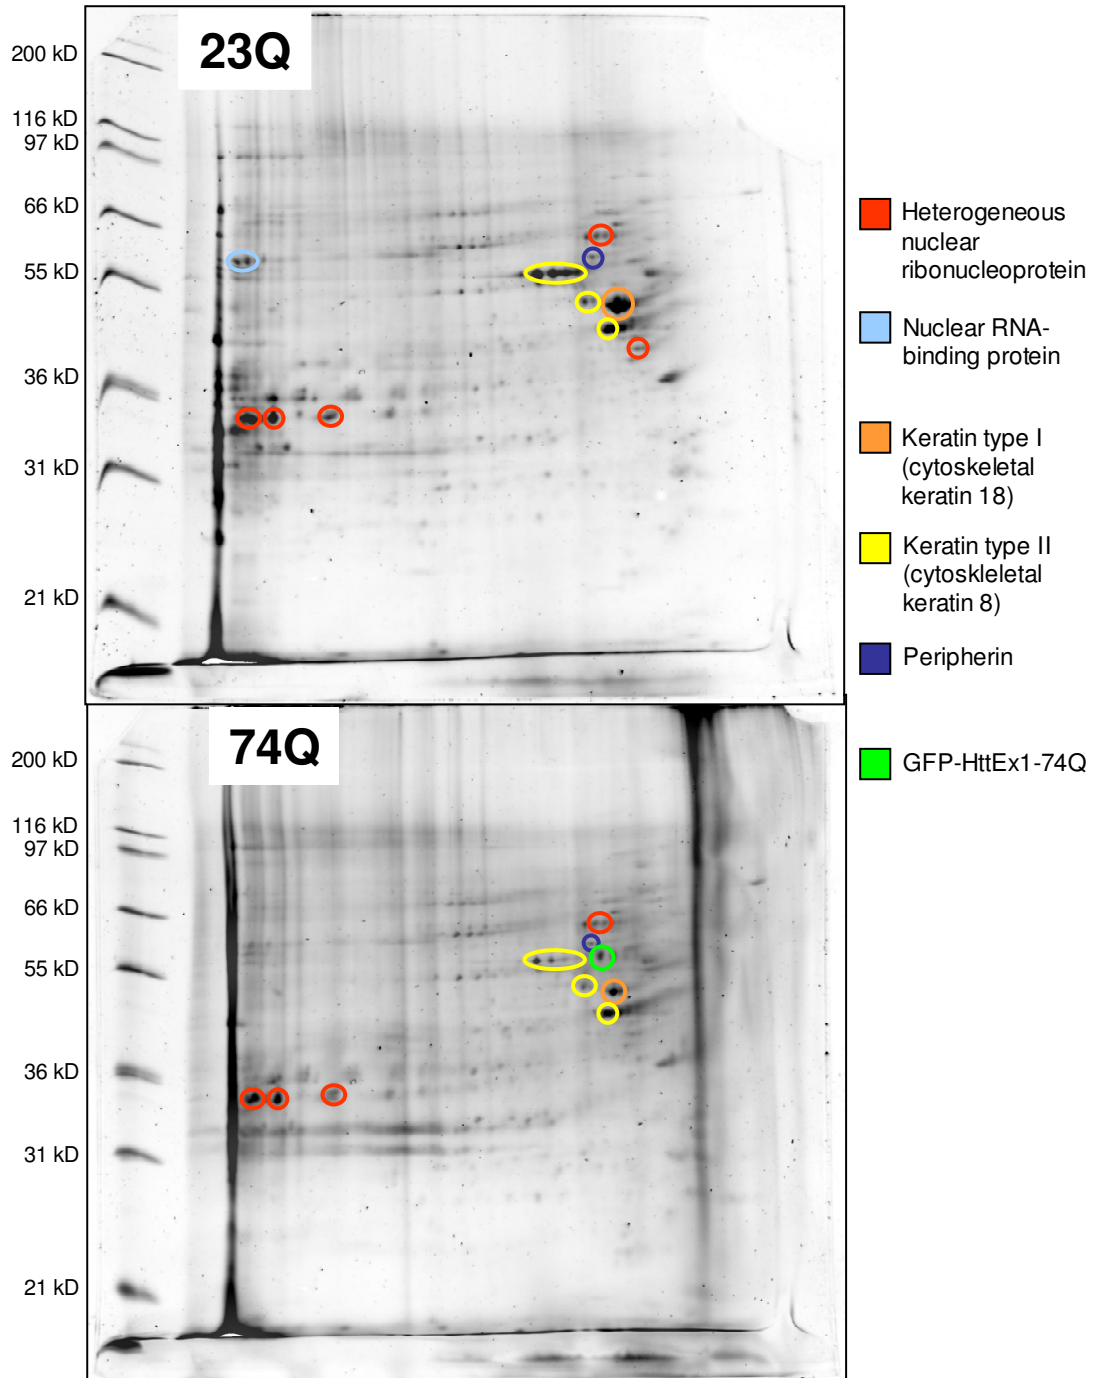 23Q
200 kD
116 kD
97 kD
66 kD
55 kD
36 kD
31 kD
21 kD
Heterogeneous
nuclear
ribonucleoprotein
Nuclear RNA-
binding protein
Keratin type I
(cytoskeletal
keratin 18)
Keratin type II
(cytoskleletal
keratin 8)
Peripherin
GFP-HttEx1-74Q
74Q
200 kD
116 kD
97 kD
66 kD
55 kD
36 kD
31 kD
21 kD